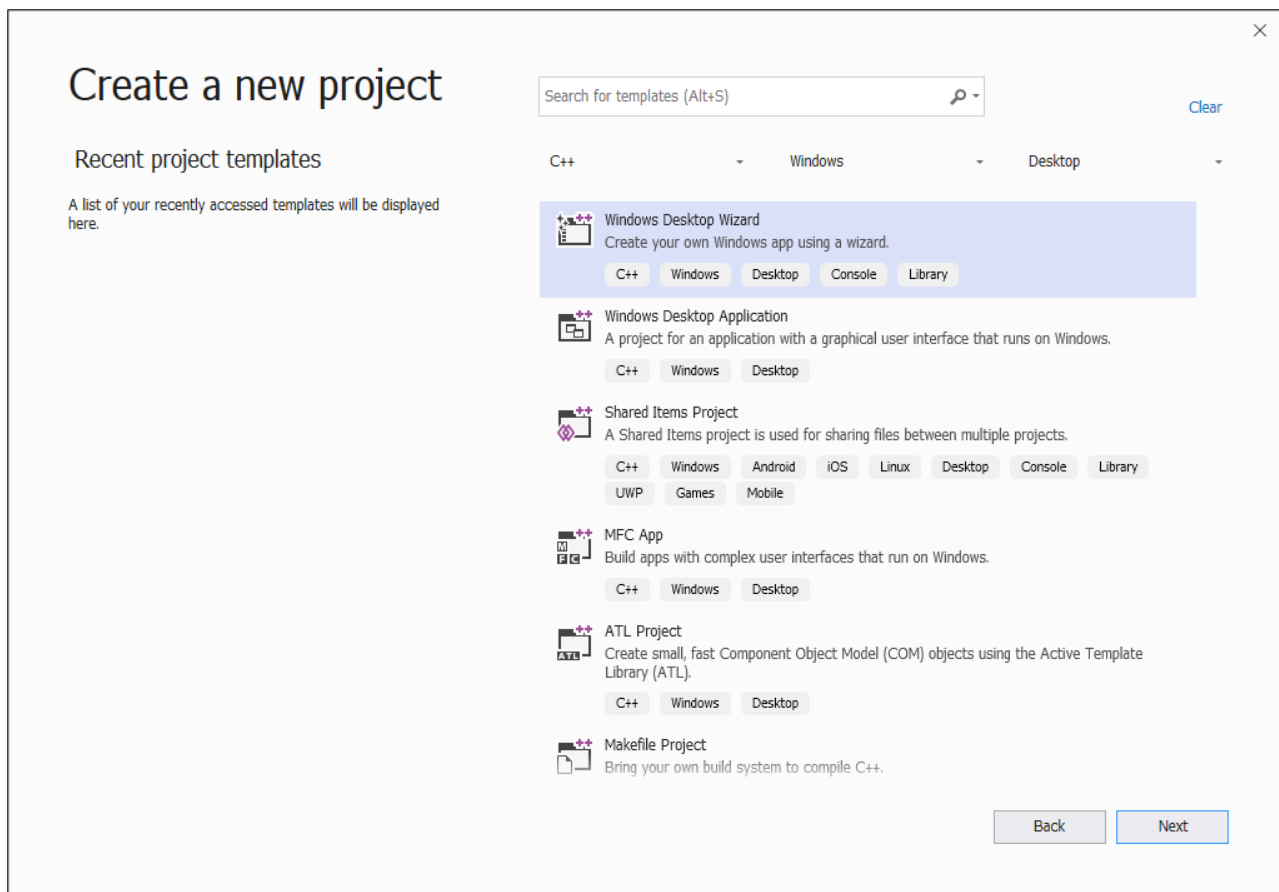 Create a new project
Search for templates (Alt+S)
Clear
Recent project templates
A list of your recently accessed templates will be displayed
here.
C++ Windows Desktop
Windows Desktop Wizard
Create your own Windows app using a wizard.
C++ Windows Desktop Console Library
Windows Desktop Application
A project for an application with a graphical user interface that runs on Windows.
C++ Windows Desktop
Shared Items Project
A Shared Items project is used for sharing files between multiple projects.
C++ Windows Android iOS Linux Desktop Console Library
UWP Games Mobile
MFC App
Build apps with complex user interfaces that run on Windows.
C++ Windows Desktop
ATL Project
Create small, fast Component Object Model (COM) objects using the Active Template
Library (ATL).
C++ Windows Desktop
Makefile Project
Bring your own build system to compile C++.
Back Next